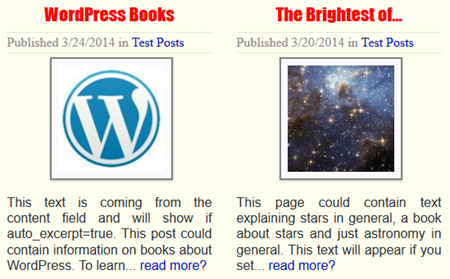 WordPress Books
Published 3/24/2014 in Test Posts
W
This text is coming from the
content field and will show if
auto_excerpt=true. This post could
contain information on books about
WordPress. To learn... read more?
The Brightest of...
Published 3/20/2014 in Test Posts
This page could contain text
explaining stars in general, a book
about stars and just astronomy in
general. This text will appear if you
set... read more?